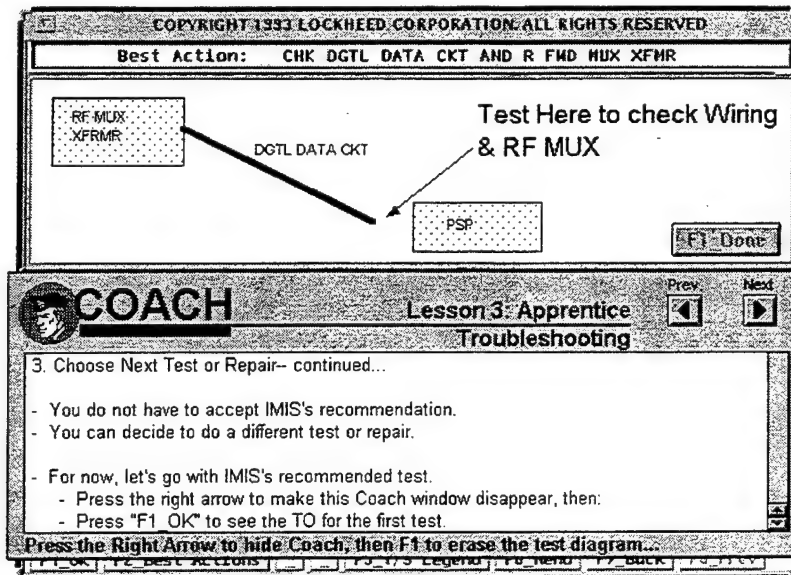 COPYRIGHT 1993 LOCKHEED CORPORATION. ALL RIGHTS RESERVED
Best Action: CHK DGTL DATA CKT AND R FWD MUX XFMR
RF MUX
XFRMR
DGTL DATA CKT
Test Here to check Wiring
& RF MUX
PSP
F1_Done
COACH
Lesson 3: Apprentice
Troubleshooting
Prev
Next
3. Choose Next Test or Repair-- continued...
- You do not have to accept IMIS's recommendation.
- You can decide to do a different test or repair.
- For now, let's go with IMIS's recommended test.
- Press the right arrow to make this Coach window disappear, then:
- Press "F1_OK" to see the TO for the first test.
Press the Right Arrow to hide Coach, then F1 to erase the test diagram...
F1_OK F2_Best Actions F5_T/S Legend F6_Menu F7_Back